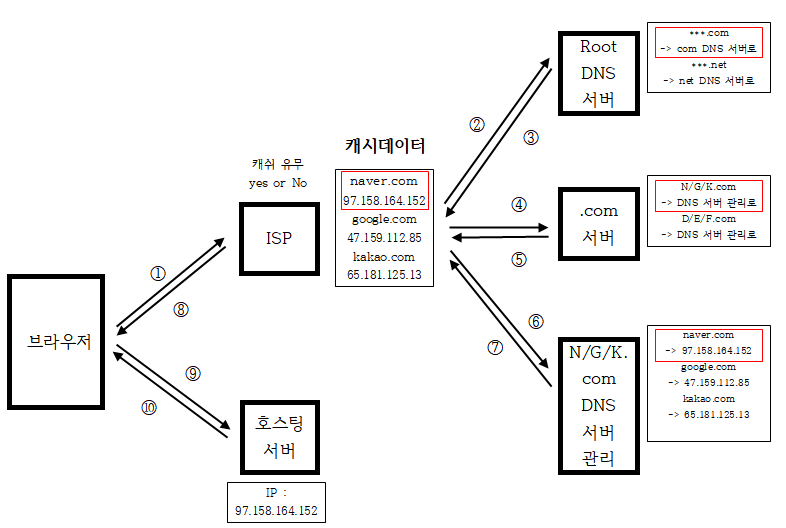 브라우저
①
⑧
⑨
⑩
캐쉬 유무
yes or No
ISP
호스팅
서버
IP :
97.158.164.152
캐시데이터
naver.com
97.158.164.152
google.com
47.159.112.85
kakao.com
65.181.125.13
②
③
④
⑤
⑥
⑦
Root
DNS
서버
***.com
-> com DNS 서버로
***.net
-> net DNS 서버로
.com
서버
N/G/K.com
-> DNS 서버 관리로
D/E/F.com
-> DNS 서버 관리로
N/G/K.
com
DNS
서버
관리
naver.com
-> 97.158.164.152
google.com
-> 47.159.112.85
kakao.com
-> 65.181.125.13